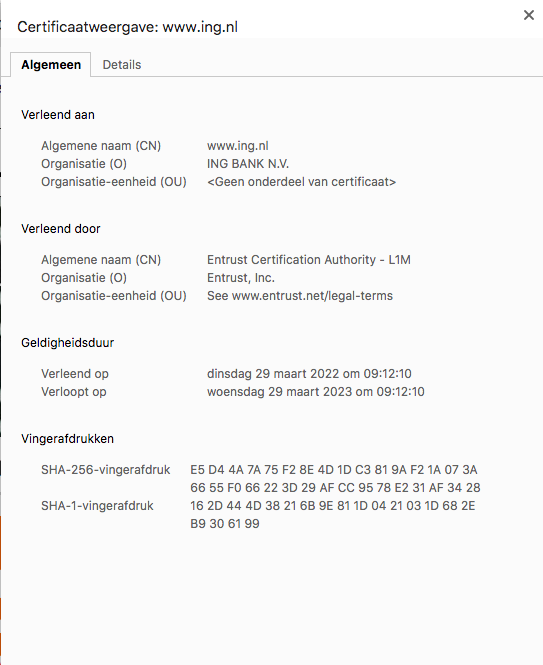 Certificaatweergave: www.ing.nl
Algemeen Details
Verleend aan
Algemene naam (CN) www.ing.nl
Organisatie (O) ING BANK N.V.
Organisatie-eenheid (OU) <Geen onderdeel van certificaat>
Verleend door
Algemene naam (CN) Entrust Certification Authority - L1M
Organisatie (O) Entrust, Inc.
Organisatie-eenheid (OU) See www.entrust.net/legal-terms
Geldigheidsduur
Verleend op dinsdag 29 maart 2022 om 09:12:10
Verloopt op woensdag 29 maart 2023 om 09:12:10
Vingerafdrukken
SHA-256-vingerafdruk E5 D4 4A 7A 75 F2 8E 4D 1D C3 81 9A F2 1A 07 3A
66 55 F0 66 22 3D 29 AF CC 95 78 E2 31 AF 34 28
SHA-1-vingerafdruk 16 2D 44 4D 38 21 6B 9E 81 1D 04 21 03 1D 68 2E
B9 30 61 99